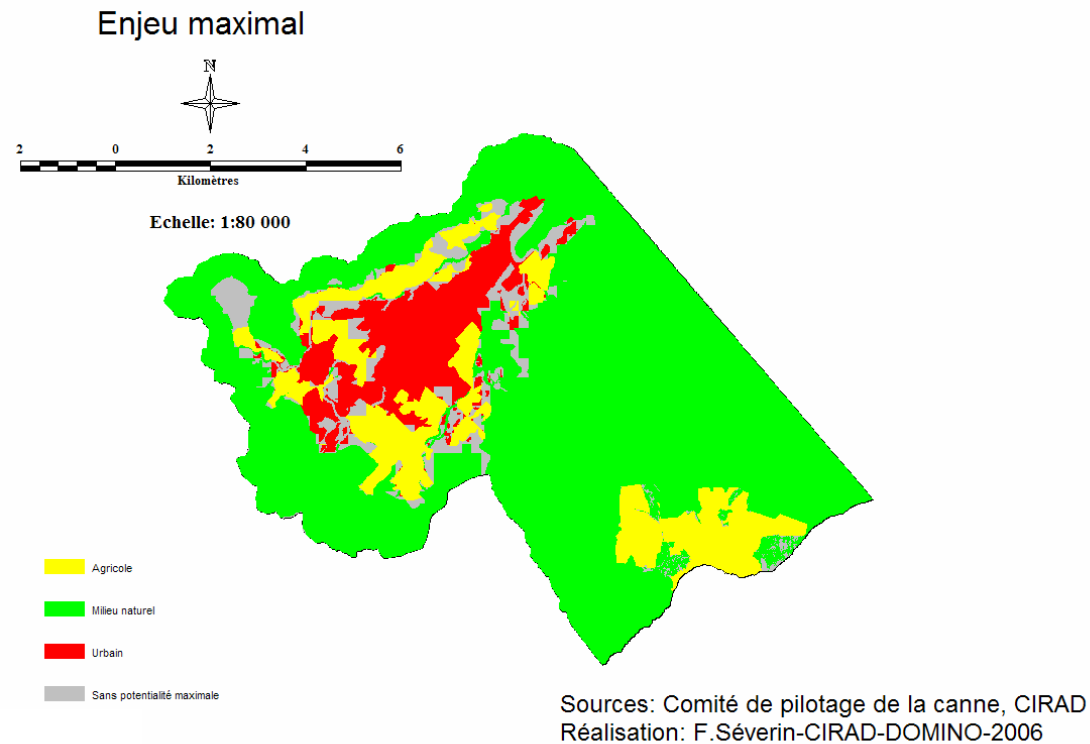 Enjeu maximal
N
2 0 2 4 6
Kilomètres
Echelle: 1:80 000
Agricole
Milieu naturel
Urbain
Sans potentialité maximale
Sources: Comité de pilotage de la canne, CIRAD
Réalisation: F.Séverin-CIRAD-DOMINO-2006